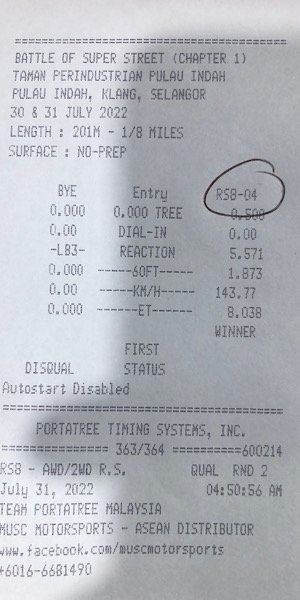 ==================================
BATTLE OF SUPER STREET (CHAPTER 1)
TAMAN PERINDUSTRIAN PULAU INDAH
PULAU INDAH, KLANG, SELANGOR
30 & 31 JULY 2022
LENGTH : 201M - 1/8 MILES
SURFACE : NO-PREP
BYE Entry RS8-04
0.000 0.000 TREE 0.500
0.00 DIAL-IN 0.00
-LB3- REACTION 5.571
0.000 ------60FT----- 1.873
0.00 ------KM/H----- 143.77
0.000 ------ET------- 8.038
WINNER
FIRST
DISQUAL STATUS
Autostart Disabled
==================================
PORTATREE TIMING SYSTEMS, INC.
============== 363/364 ==========600214
RS8 - AWD/2WD R.S. QUAL RND 2
July 31, 2022 04:50:56 AM
TEAM PORTATREE MALAYSIA
MUSC MOTORSPORTS - ASEAN DISTRIBUTOR
www.facebook.com/muscmotorsports
+6016-6681490